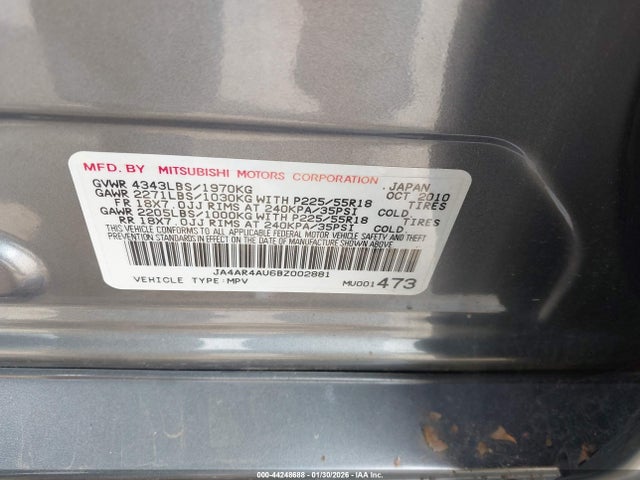 MFD. BY MITSUBISHI MOTORS CORPORATION JAPAN
GVWR 4343LBS/1970KG OCT 2010
GAWR 2271LBS/1030KG WITH P225/55R18 TIRES
FR 18X7.0JJ RIMS AT 240KPA/35PSI COLD
GAWR 2205LBS/1000KG WITH P225/55R18 TIRES
RR 18X7.0JJ RIMS AT 240KPA/35PSI COLD
THIS VEHICLE CONFORMS TO ALL APPLICABLE FEDERAL MOTOR VEHICLE SAFETY AND THEFT
PREVENTION STANDARDS IN EFFECT ON THE DATE OF MANUFACTURE SHOWN ABOVE.
JA4AR4AU6BZ002881
VEHICLE TYPE:MPV MU001473
000-44248688 - 01/30/2026 - IAA Inc.